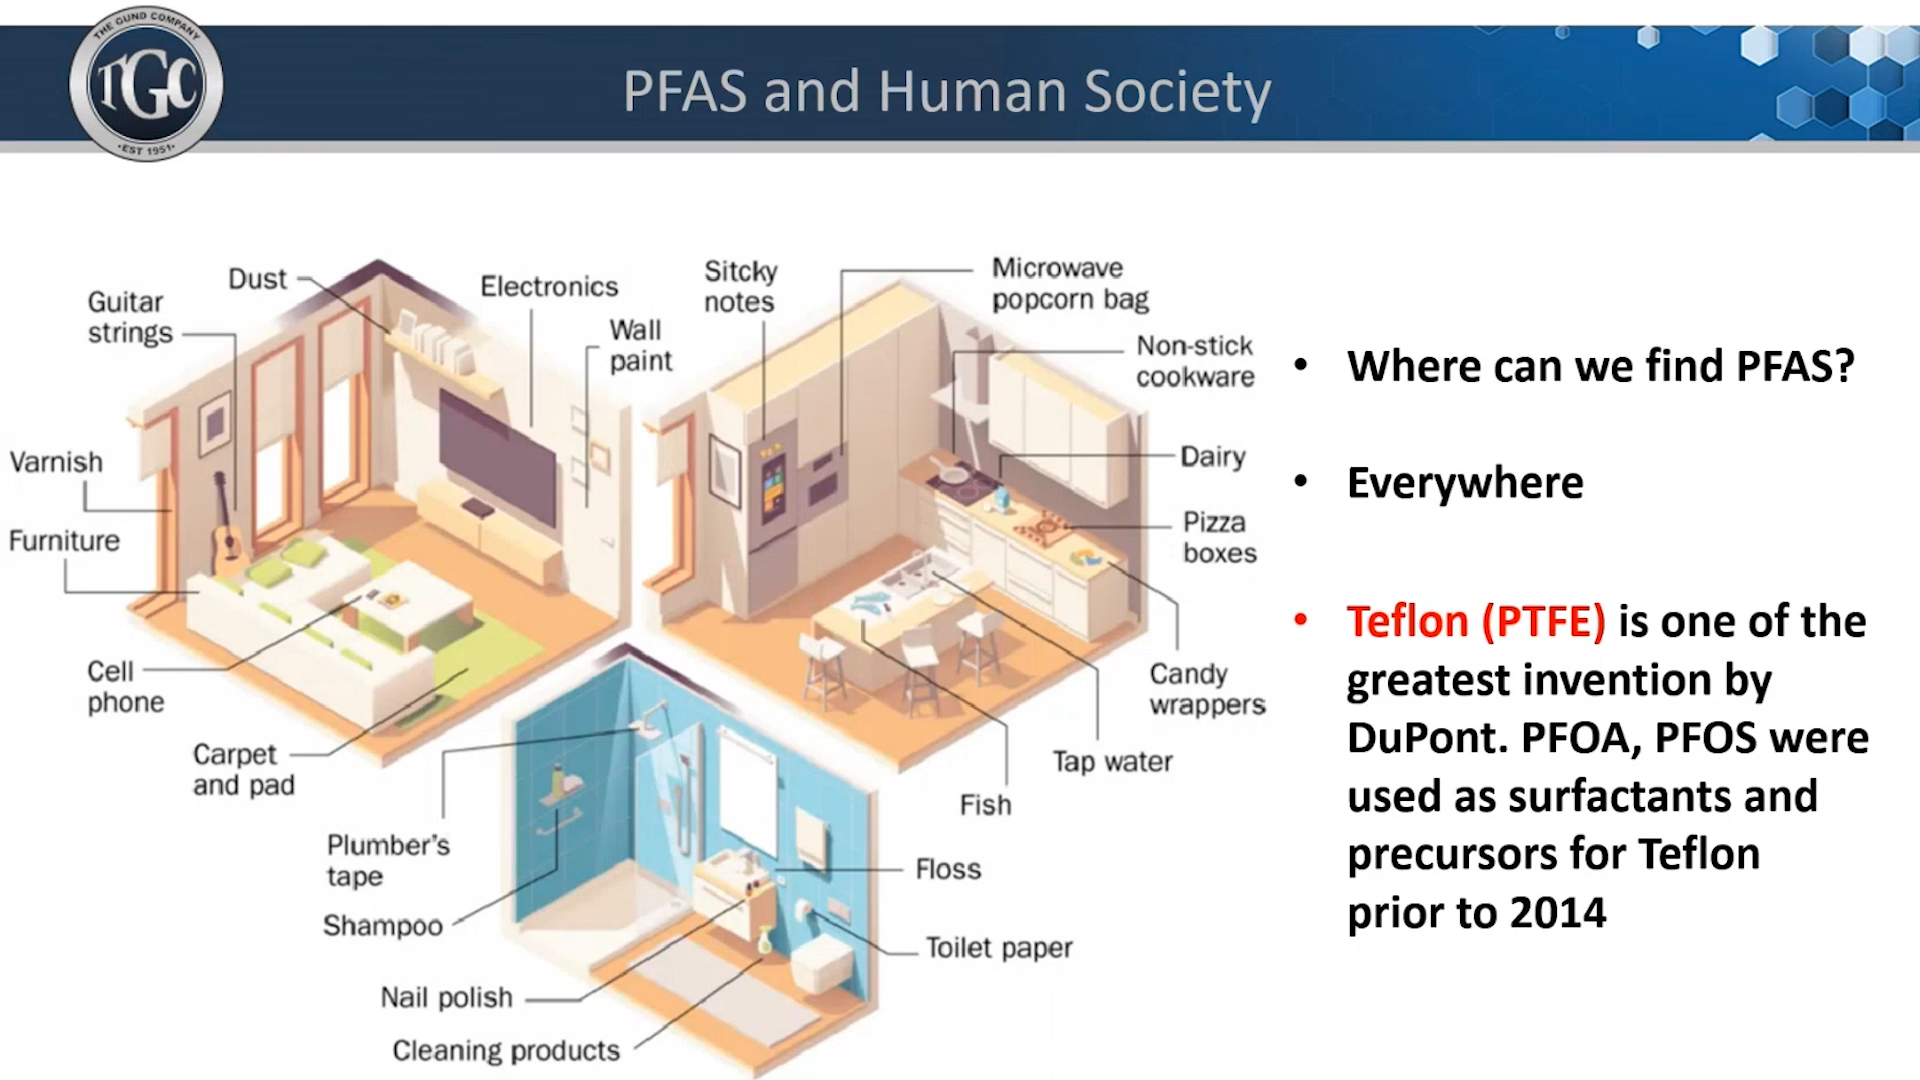 THE GUND COMPANY
TGC
•EST 1951•
PFAS and Human Society
Guitar
strings
Dust
Electronics
Wall
paint
Varnish
Furniture
Cell
phone
Carpet
and pad
Sitcky
notes
Microwave
popcorn bag
Non-stick
cookware
Dairy
Pizza
boxes
Candy
wrappers
Tap water
Fish
Plumber's
tape
Shampoo
Nail polish
Cleaning products
Floss
Toilet paper
• Where can we find PFAS?
• Everywhere
• Teflon (PTFE) is one of the
greatest invention by
DuPont. PFOA, PFOS were
used as surfactants and
precursors for Teflon
prior to 2014